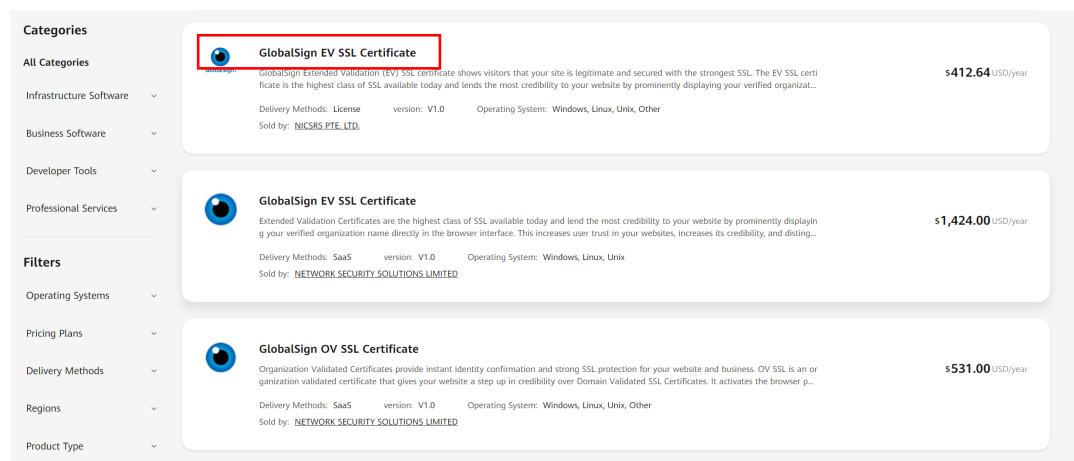 Categories
All Categories
Infrastructure Software
Business Software
Developer Tools
Professional Services
Filters
Operating Systems
Pricing Plans
Delivery Methods
Regions
Product Type
GlobalSign EV SSL Certificate
GlobalSign.
GlobalSign Extended Validation (EV) SSL certificate shows visitors that your site is legitimate and secured with the strongest SSL. The EV SSL certi
ficate is the highest class of SSL available today and lends the most credibility to your website by prominently displaying your verified organizat...
$412.64 USD/year
Delivery Methods: License version: V1.0 Operating System: Windows, Linux, Unix, Other
Sold by: NICSRS PTE. LTD.
GlobalSign EV SSL Certificate
Extended Validation Certificates are the highest class of SSL available today and lend the most credibility to your website by prominently displayin
g your verified organization name directly in the browser interface. This increases user trust in your websites, increases its credibility, and disting...
$1,424.00 USD/year
Delivery Methods: SaaS version: V1.0 Operating System: Windows, Linux, Unix
Sold by: NETWORK SECURITY SOLUTIONS LIMITED
GlobalSign OV SSL Certificate
Organization Validated Certificates provide instant identity confirmation and strong SSL protection for your website and business. OV SSL is an or
ganization validated certificate that gives your website a step up in credibility over Domain Validated SSL Certificates. It activates the browser p...
$531.00 USD/year
Delivery Methods: SaaS version: V1.0 Operating System: Windows, Linux, Unix, Other
Sold by: NETWORK SECURITY SOLUTIONS LIMITED